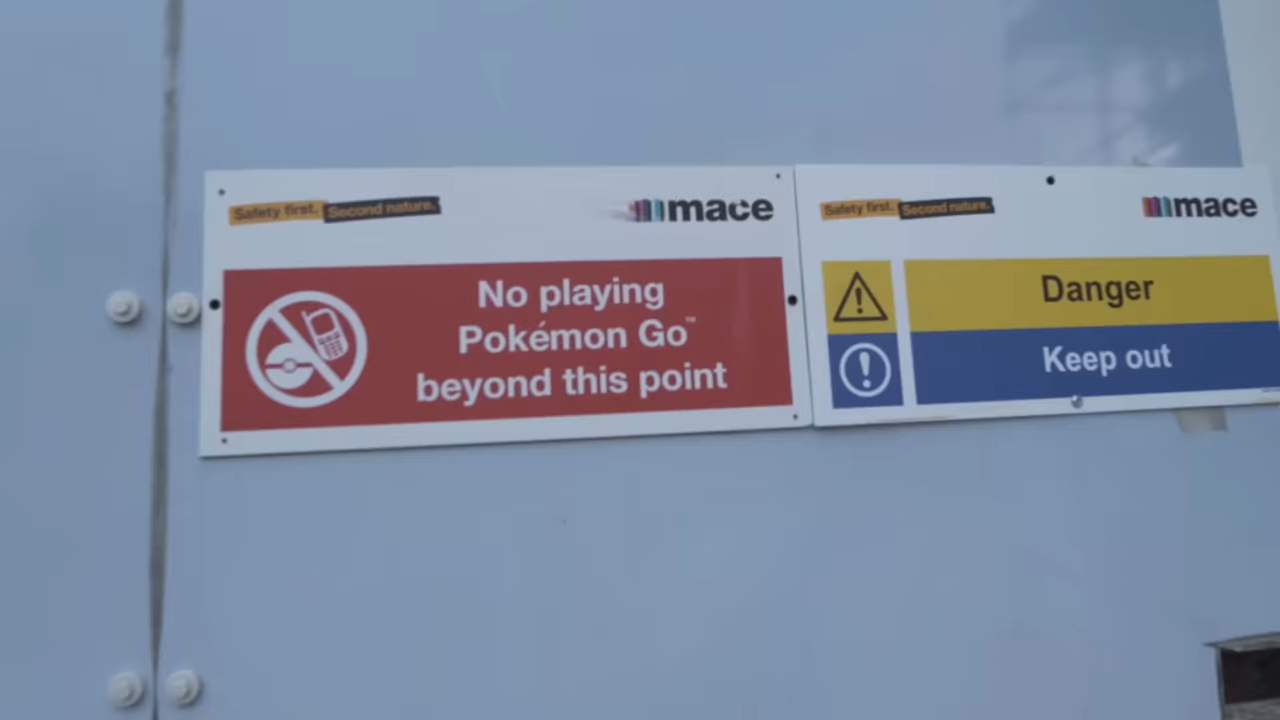 Safety first. Second nature.
mace
No playing
Pokémon Go™
beyond this point
Safety first. Second nature.
mace
Danger
Keep out